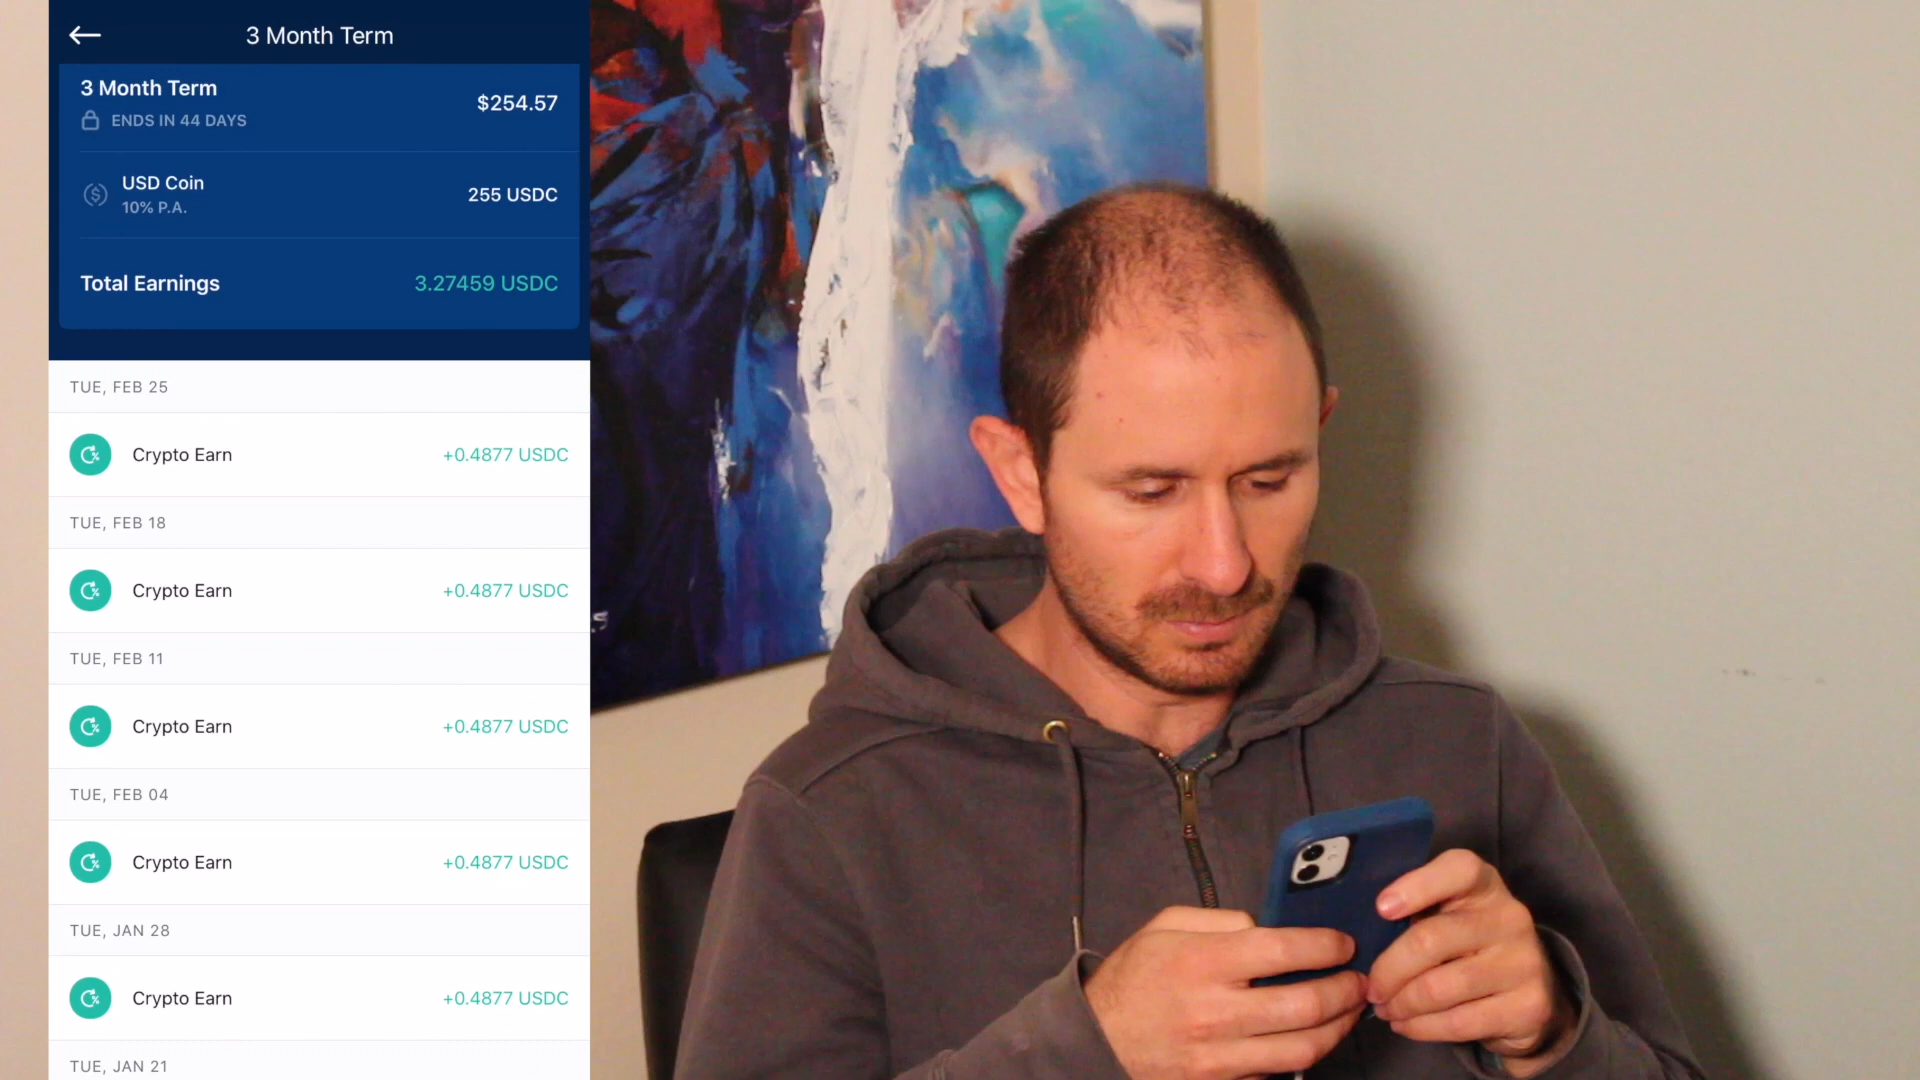 3 Month Term
3 Month Term
$254.57
ENDS IN 44 DAYS
USD Coin
255 USDC
10% P.A.
Total Earnings
3.27459 USDC
TUE, FEB 25
Crypto Earn
+0.4877 USDC
TUE, FEB 18
Crypto Earn
+0.4877 USDC
TUE, FEB 11
Crypto Earn
+0.4877 USDC
TUE, FEB 04
Crypto Earn
+0.4877 USDC
TUE, JAN 28
Crypto Earn
+0.4877 USDC
TUE, JAN 21